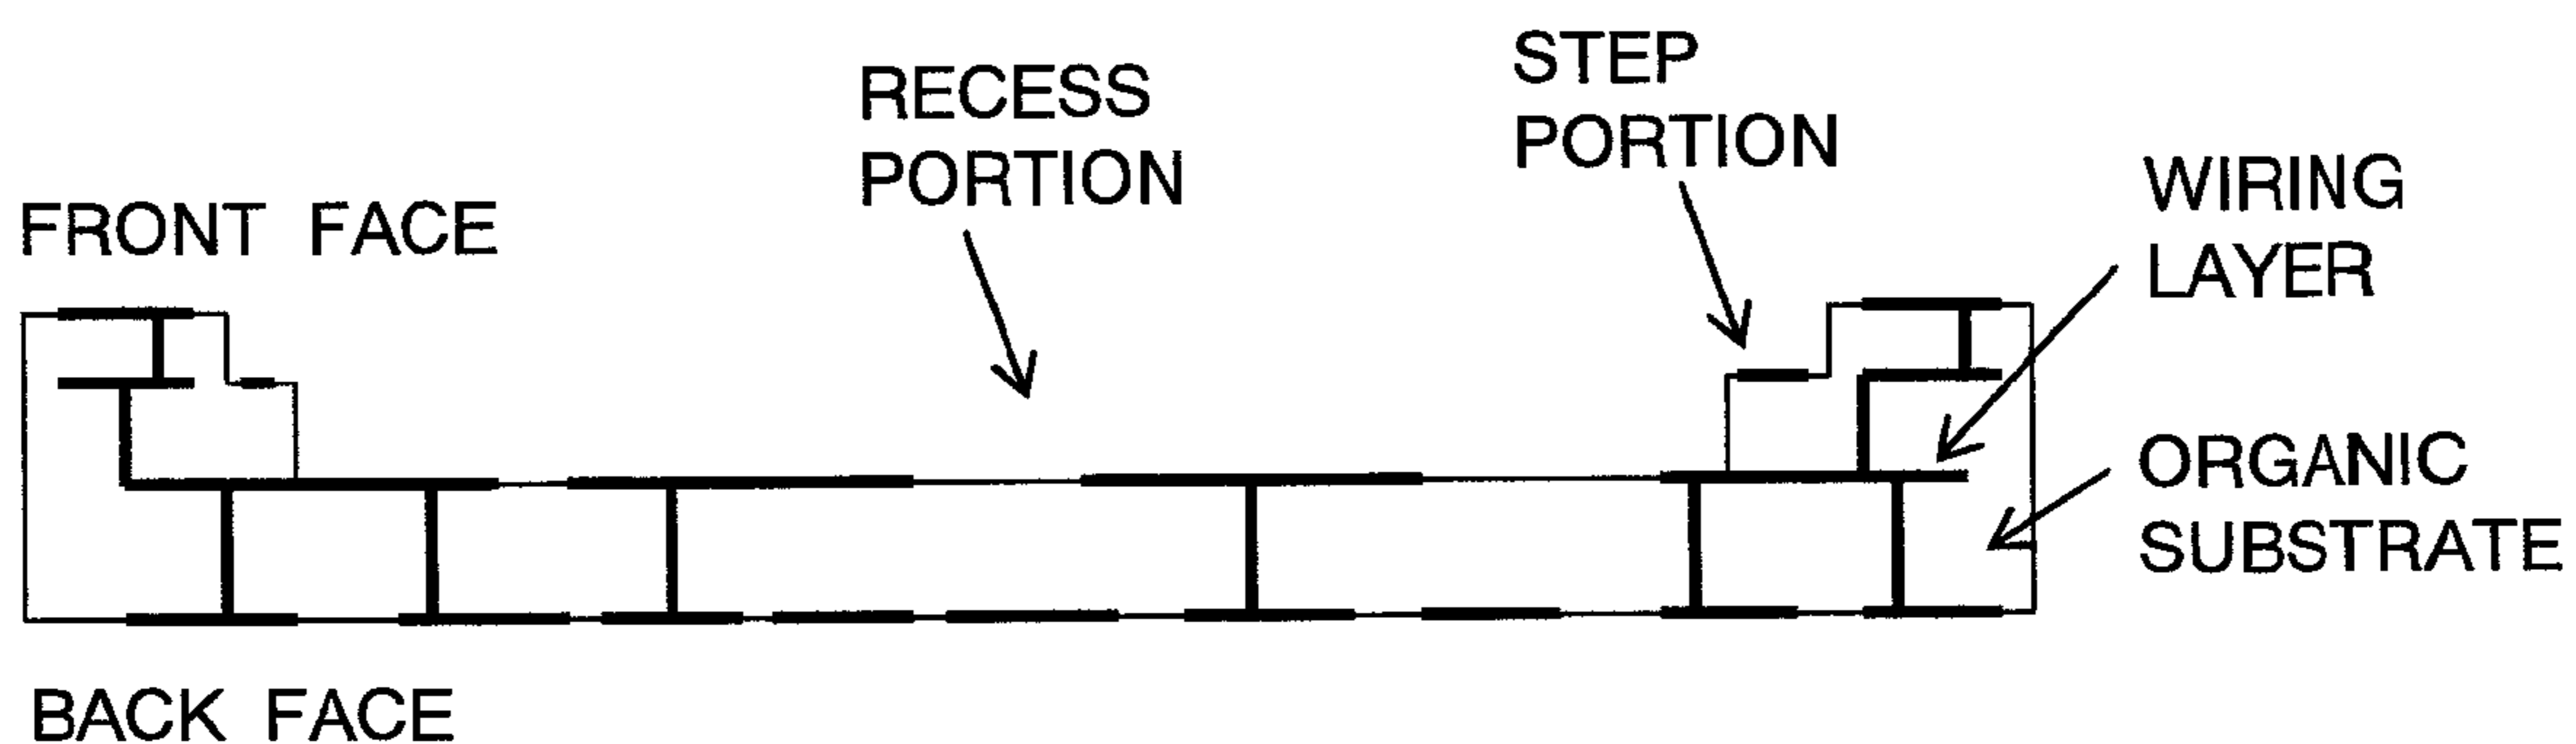 STEP
PORTION
RECESS
PORTION
WIRING
LAYER
FRONT FACE
ORGANIC
SUBSTRATE
BACK FACE